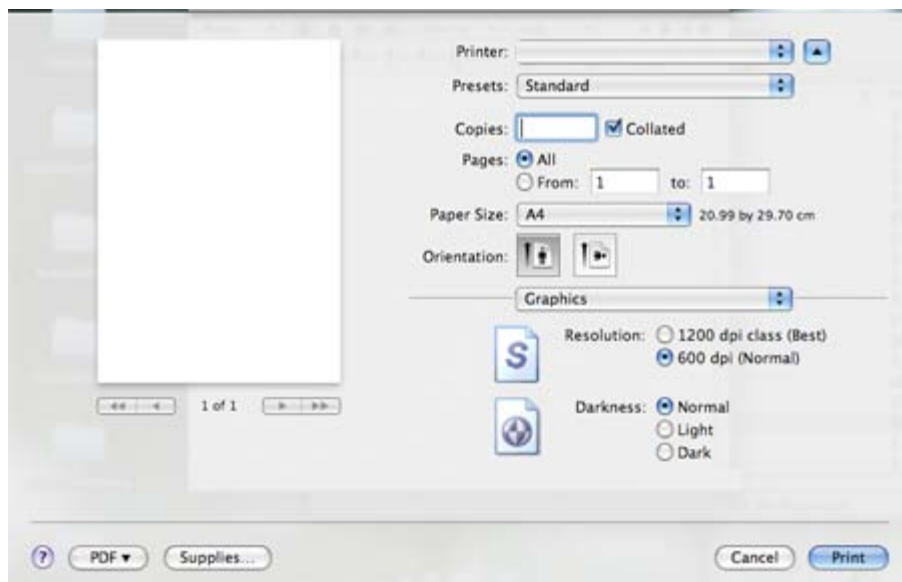 Printer:
Presets: Standard
Copies: Collated
Pages: All
From: 1 to: 1
Paper Size: A4 20.99 by 29.70 cm
Orientation:
Graphics
Resolution: 1200 dpi class (Best)
600 dpi (Normal)
1 of 1
Darkness: Normal
Light
Dark
S
? PDF Supplies... Cancel Print